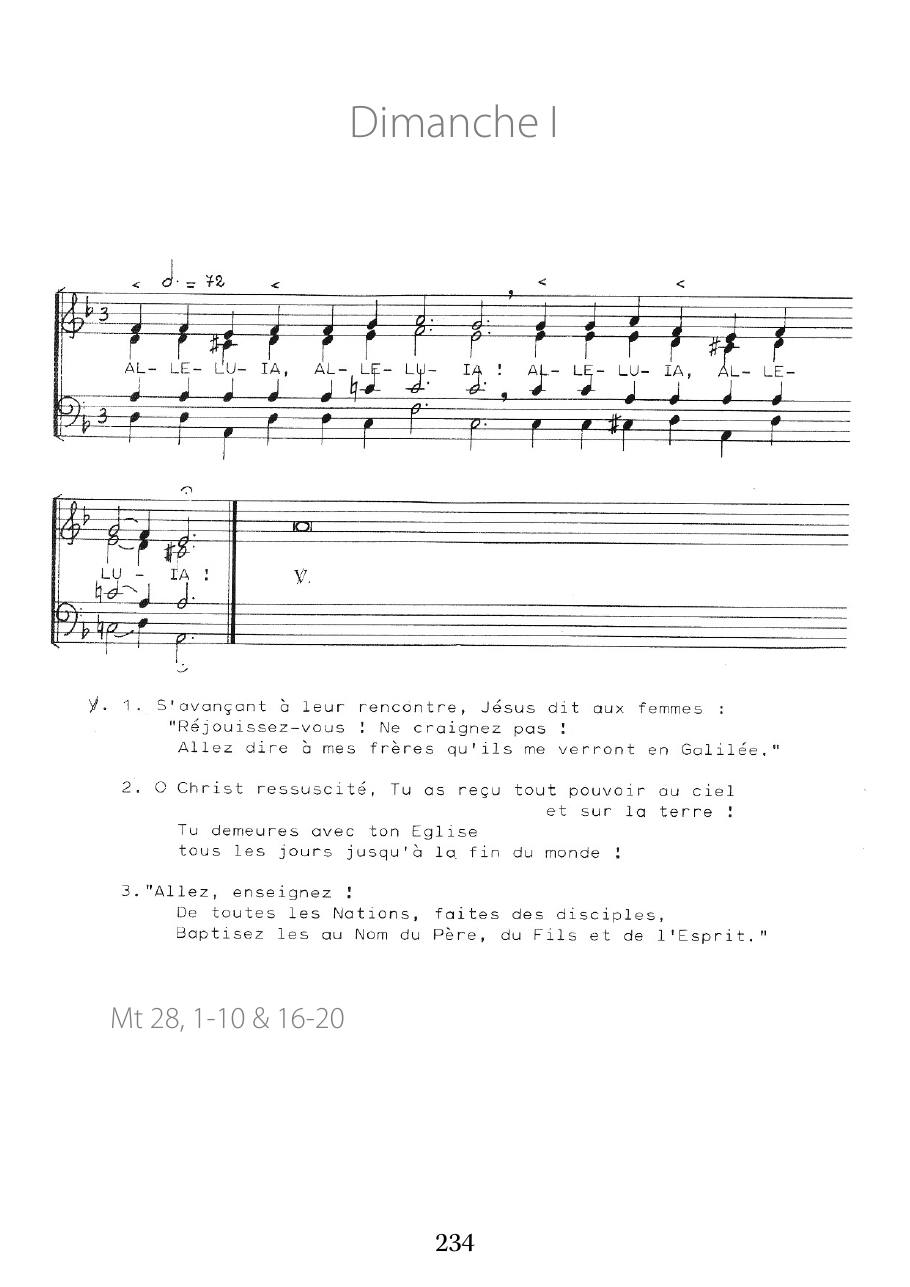 Dimanche I
𝅗𝅥. = 72
AL- LE- LU- IA, AL- LE- LU- IA ! AL- LE- LU- IA, AL- LE-
LU - IA !
℣.
℣. 1. S'avançant à leur rencontre, Jésus dit aux femmes :
"Réjouissez-vous ! Ne craignez pas !
Allez dire à mes frères qu'ils me verront en Galilée."
2. O Christ ressuscité, Tu as reçu tout pouvoir au ciel
et sur la terre !
Tu demeures avec ton Eglise
tous les jours jusqu'à la fin du monde !
3."Allez, enseignez !
De toutes les Nations, faites des disciples,
Baptisez les au Nom du Père, du Fils et de l'Esprit."
Mt 28, 1-10 & 16-20
234